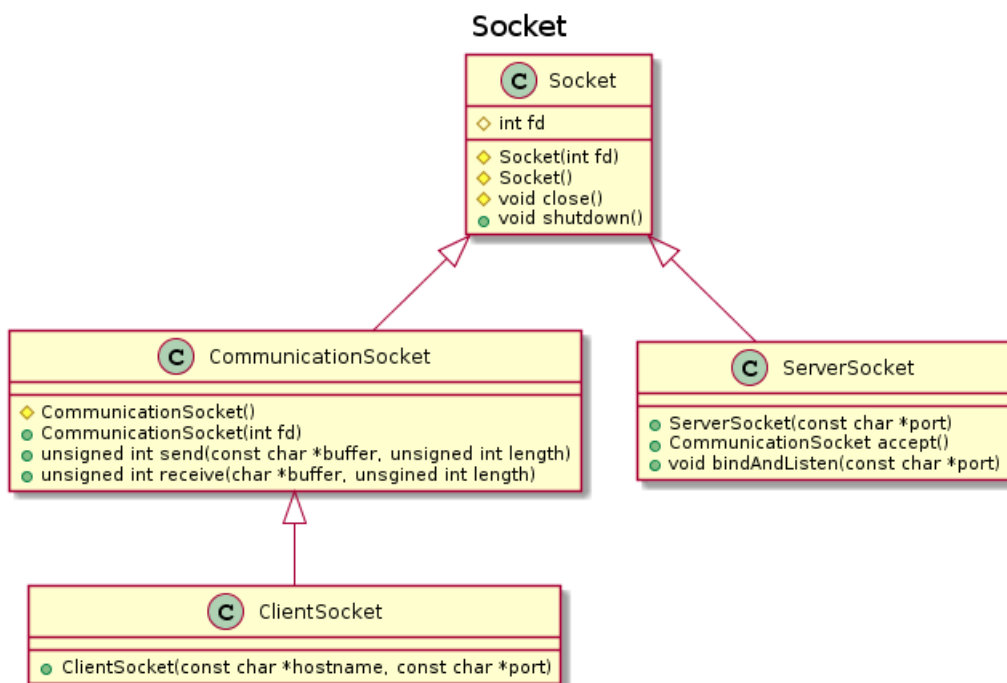 Socket
C Socket
int fd
Socket(int fd)
Socket()
void close()
void shutdown()
C CommunicationSocket
CommunicationSocket()
CommunicationSocket(int fd)
unsigned int send(const char *buffer, unsigned int length)
unsigned int receive(char *buffer, unsgined int length)
C ServerSocket
ServerSocket(const char *port)
CommunicationSocket accept()
void bindAndListen(const char *port)
C ClientSocket
ClientSocket(const char *hostname, const char *port)